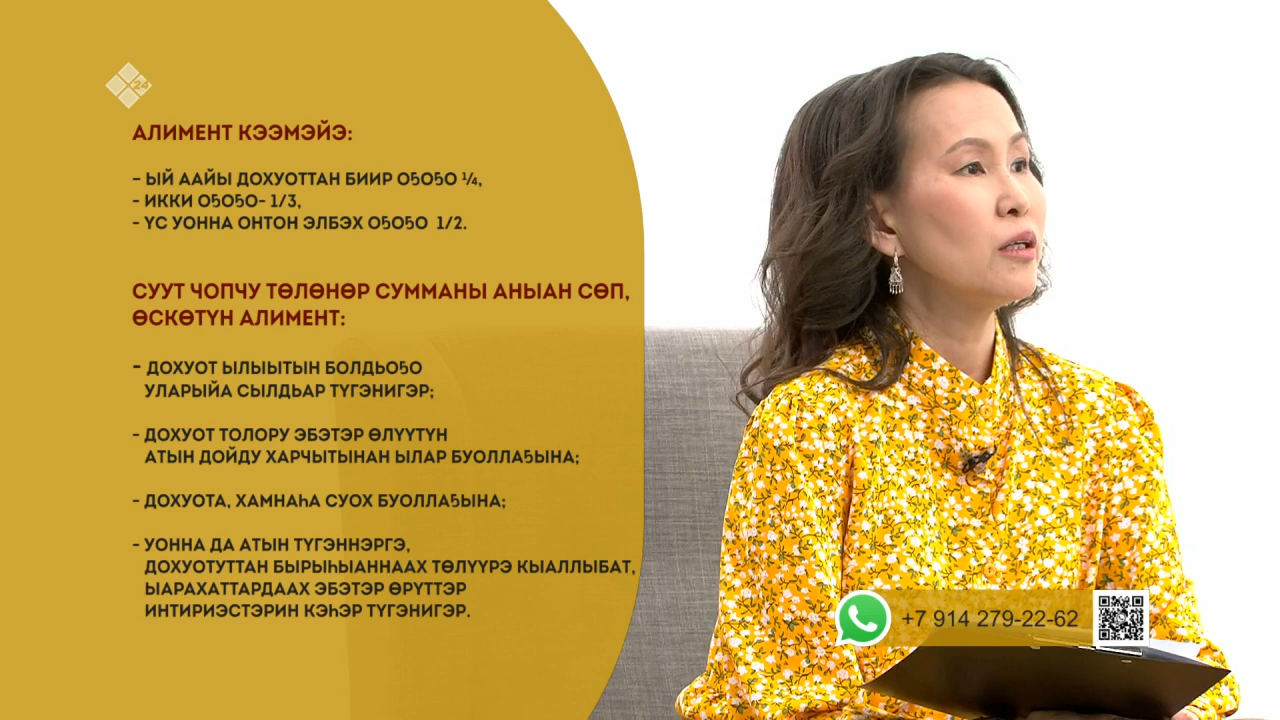 24
АЛИМЕНТ КЭЭМЭЙЭ:
– ЫЙ ААЙЫ ДОХУОТТАН БИИР ОҔОҔО ¼,
- ИККИ ОҔОҔО- 1/3,
- ҮС УОННА ОНТОН ЭЛБЭХ ОҔОҔО 1/2.
СУУТ ЧОПЧУ ТӨЛӨНӨР СУММАНЫ АНЫАН СӨП,
ӨСКӨТҮН АЛИМЕНТ:
- ДОХУОТ ЫЛЫЫТЫН БОЛДЬОҔО
УЛАРЫЙА СЫЛДЬАР ТҮГЭНИГЭР;
- ДОХУОТ ТОЛОРУ ЭБЭТЭР ӨЛҮҮТҮН
АТЫН ДОЙДУ ХАРЧЫТЫНАН ЫЛАР БУОЛЛАҔЫНА;
- ДОХУОТА, ХАМНАҺА СУОХ БУОЛЛАҔЫНА;
- УОННА ДА АТЫН ТҮГЭННЭРГЭ,
ДОХУОТУТТАН БЫРЫҺЫАННААХ ТӨЛҮҮРЭ КЫАЛЛЫБАТ,
ЫАРАХАТТАРДААХ ЭБЭТЭР ӨРҮТТЭР
ИНТИРИЭСТЭРИН КЭҺЭР ТҮГЭНИГЭР.
+7 914 279-22-62